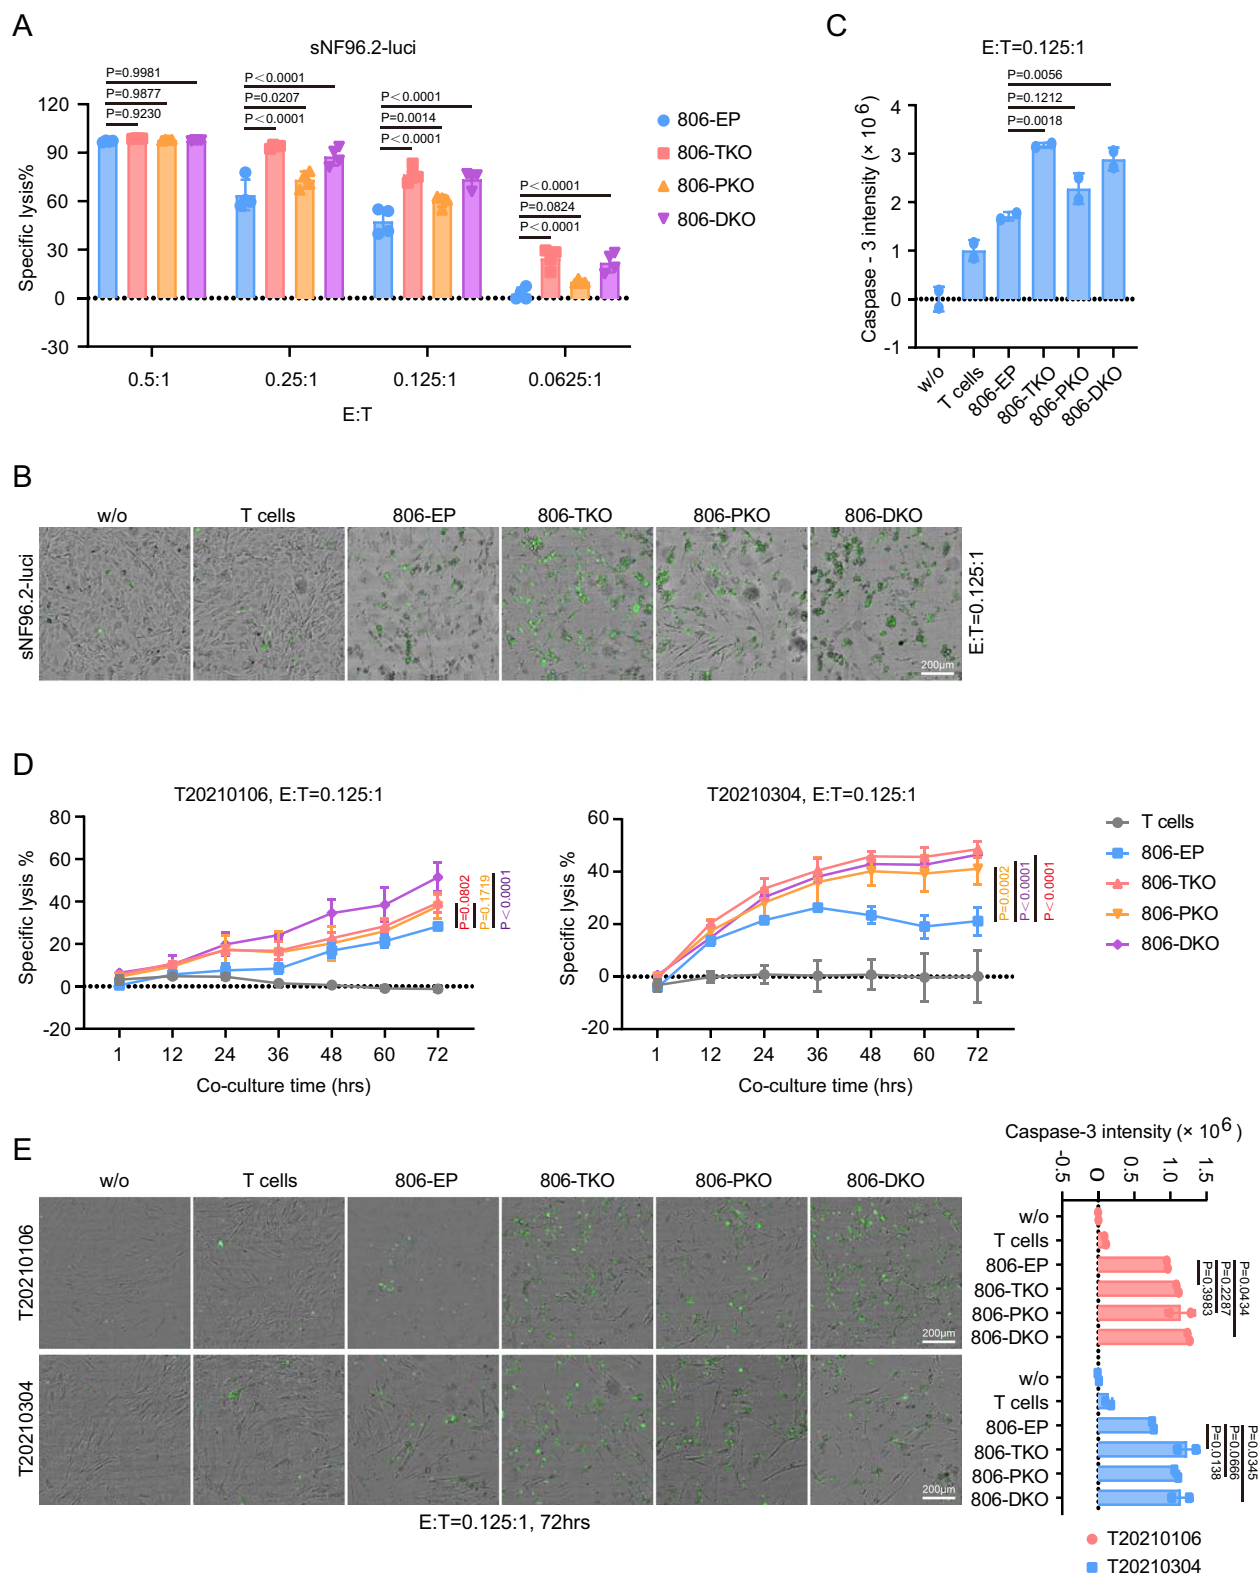 A
sNF96.2-luci
P=0.9981
P=0.9877
P=0.9230
P<0.0001
P=0.0207
P<0.0001
P<0.0001
P=0.0014
P<0.0001
P<0.0001
P=0.0824
P<0.0001
Specific lysis%
120
90
60
30
0
-30
0.5:1
0.25:1
0.125:1
0.0625:1
E:T
806-EP
806-TKO
806-PKO
806-DKO
C
E:T=0.125:1
P=0.0056
P=0.1212
P=0.0018
Caspase - 3 intensity (× 10⁶)
4
3
2
1
0
-1
w/o
T cells
806-EP
806-TKO
806-PKO
806-DKO
B
w/o
T cells
806-EP
806-TKO
806-PKO
806-DKO
sNF96.2-luci
200μm
E:T=0.125:1
D
T20210106, E:T=0.125:1
Specific lysis %
80
60
40
20
0
-20
1
12
24
36
48
60
72
Co-culture time (hrs)
P=0.0802
P=0.1719
P<0.0001
T20210304, E:T=0.125:1
Specific lysis %
60
40
20
0
-20
1
12
24
36
48
60
72
Co-culture time (hrs)
P=0.0002
P<0.0001
P<0.0001
T cells
806-EP
806-TKO
806-PKO
806-DKO
E
w/o
T cells
806-EP
806-TKO
806-PKO
806-DKO
T20210106
200μm
T20210304
200μm
E:T=0.125:1, 72hrs
Caspase-3 intensity (× 10⁶)
-0.5
0
0.5
1.0
1.5
w/o
T cells
806-EP
806-TKO
806-PKO
806-DKO
P=0.3983
P=0.2287
P=0.0434
w/o
T cells
806-EP
806-TKO
806-PKO
806-DKO
P=0.0138
P=0.0666
P=0.0345
T20210106
T20210304